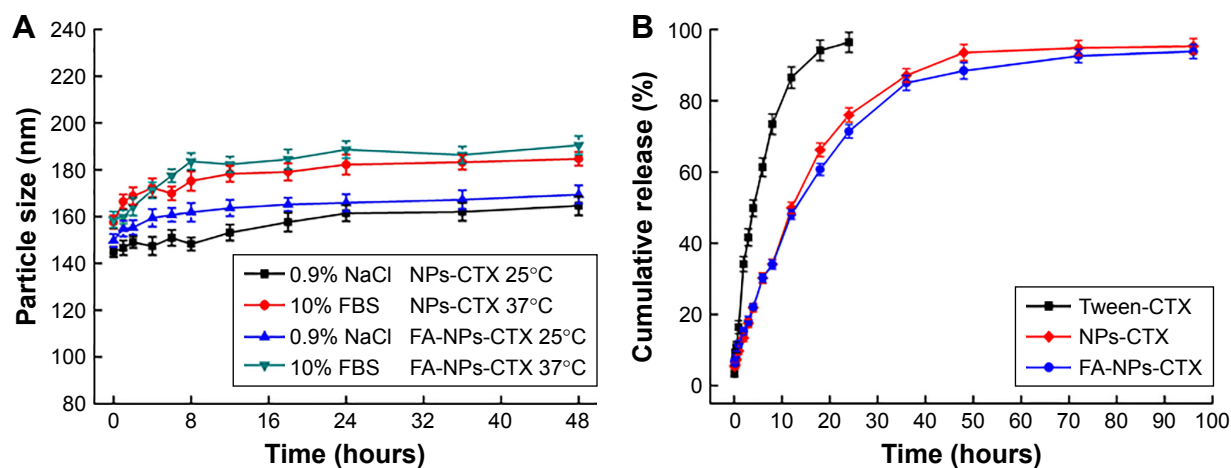 A
Particle size (nm)
240
220
200
180
160
140
120
100
80
0.9% NaCl NPs-CTX 25°C
10% FBS NPs-CTX 37°C
0.9% NaCl FA-NPs-CTX 25°C
10% FBS FA-NPs-CTX 37°C
0 8 16 24 32 40 48
Time (hours)
B
Cumulative release (%)
100
80
60
40
20
0
Tween-CTX
NPs-CTX
FA-NPs-CTX
0 10 20 30 40 50 60 70 80 90 100
Time (hours)